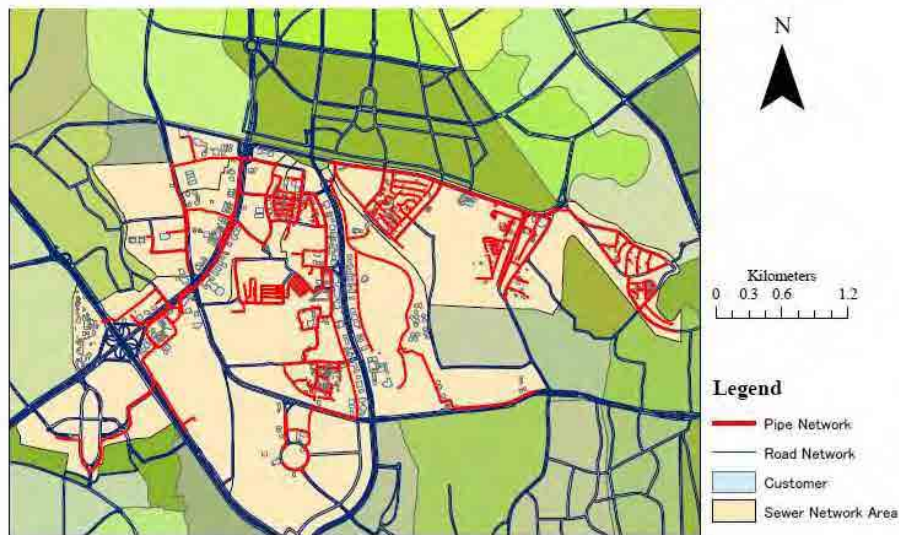 N
Kilometers
0 0.3 0.6 1.2
Legend
Pipe Network
Road Network
Customer
Sewer Network Area